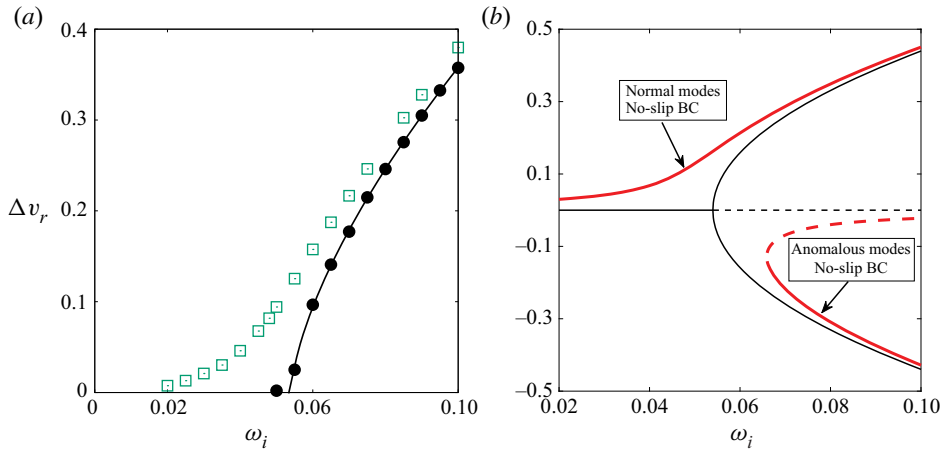 (a)
0.4
0.3
0.2
0.1
0
Δv_r
0
0.02
0.06
0.10
ω_i
(b)
0.5
0.3
0.1
−0.1
−0.3
−0.5
Normal modes
No-slip BC
Anomalous modes
No-slip BC
0.02
0.04
0.06
0.08
0.10
ω_i